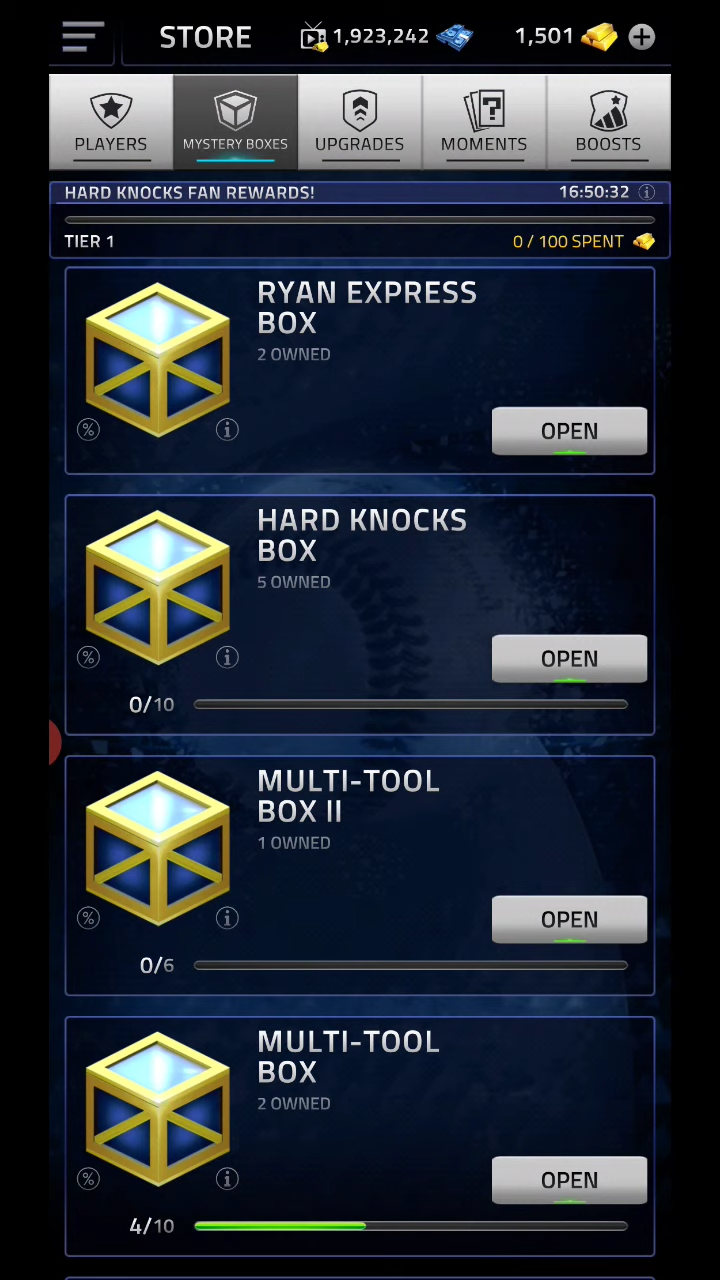 STORE 1,923,242 1,501
PLAYERS MYSTERY BOXES UPGRADES MOMENTS BOOSTS
HARD KNOCKS FAN REWARDS! 16:50:32
TIER 1 0 / 100 SPENT
RYAN EXPRESS
BOX
2 OWNED
%
OPEN
HARD KNOCKS
BOX
5 OWNED
%
OPEN
0/10
MULTI-TOOL
BOX II
1 OWNED
%
OPEN
0/6
MULTI-TOOL
BOX
2 OWNED
%
OPEN
4/10